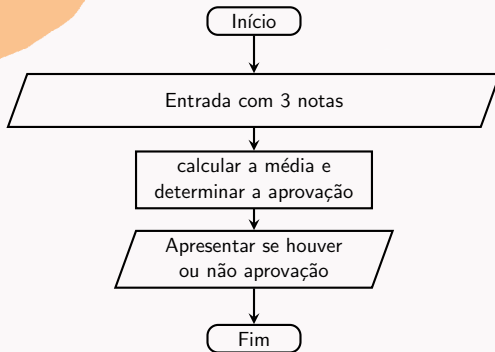 Início
Entrada com 3 notas
calcular a média e
determinar a aprovação
Apresentar se houver
ou não aprovação
Fim